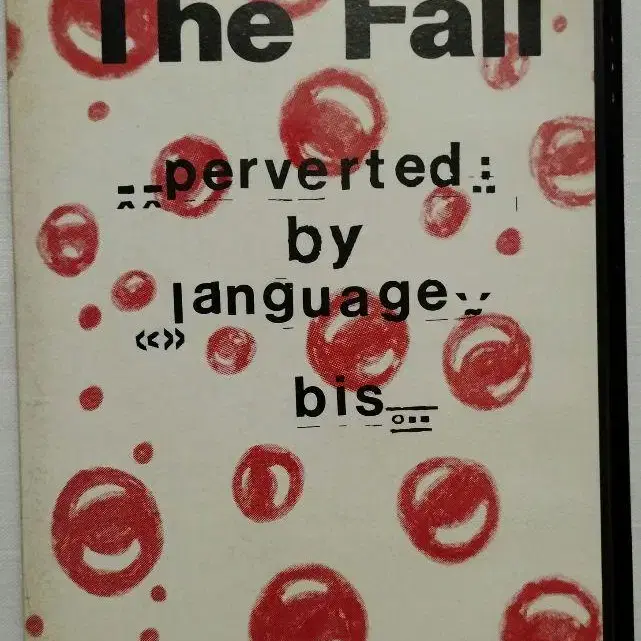 The Fall
perverted:
by
language
«»
bis